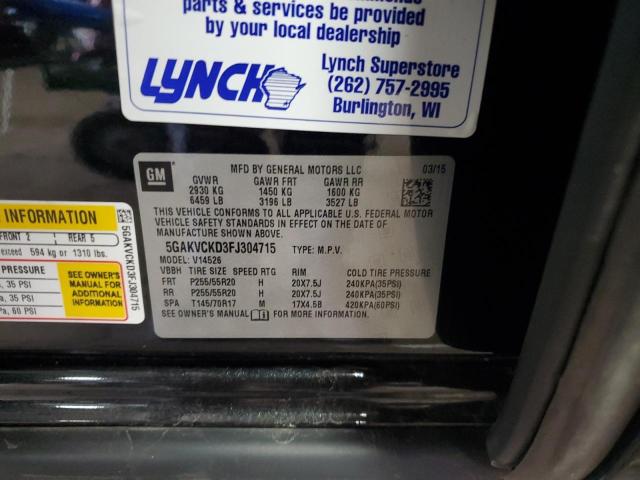 parts & services be provided
by your local dealership
LYNCH
Lynch Superstore
(262) 757-2995
Burlington, WI
GM
MFD BY GENERAL MOTORS LLC 03/15
GVWR GAWR FRT GAWR RR
2930 KG 1450 KG 1600 KG
6459 LB 3196 LB 3527 LB
THIS VEHICLE CONFORMS TO ALL APPLICABLE U.S. FEDERAL MOTOR
VEHICLE SAFETY STANDARDS IN EFFECT ON THE DATE OF
MANUFACTURE SHOWN ABOVE.
5GAKVCKD3FJ304715 TYPE: M.P.V.
MODEL: V14526
VBBH TIRE SIZE SPEED RTG RIM COLD TIRE PRESSURE
FRT P255/55R20 H 20X7.5J 240KPA(35PSI)
RR P255/55R20 H 20X7.5J 240KPA(35PSI)
SPA T145/70R17 M 17X4.5B 420KPA(60PSI)
SEE OWNER'S MANUAL FOR MORE INFORMATION.
INFORMATION
FRONT 2 REAR 5
exceed 594 kg or 1310 lbs.
PRESSURE
35 PSI
35 PSI
60 PSI
SEE OWNER'S
MANUAL FOR
ADDITIONAL
INFORMATION
5GAKVCKD3FJ304715